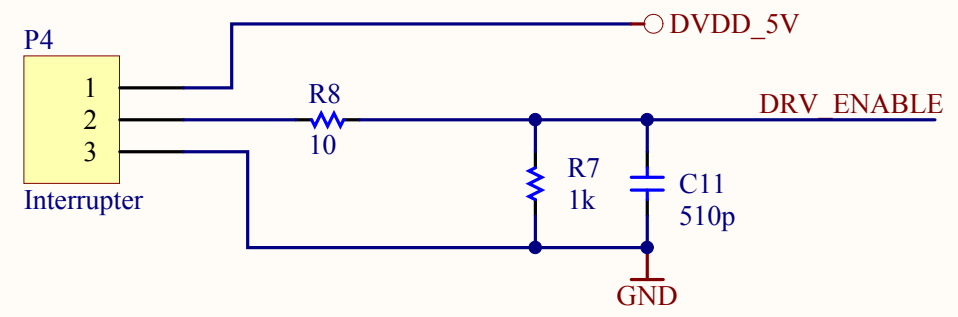 P4
DVDD_5V
1
2
3
R8
10
DRV_ENABLE
R7
1k
C11
510p
Interrupter
GND